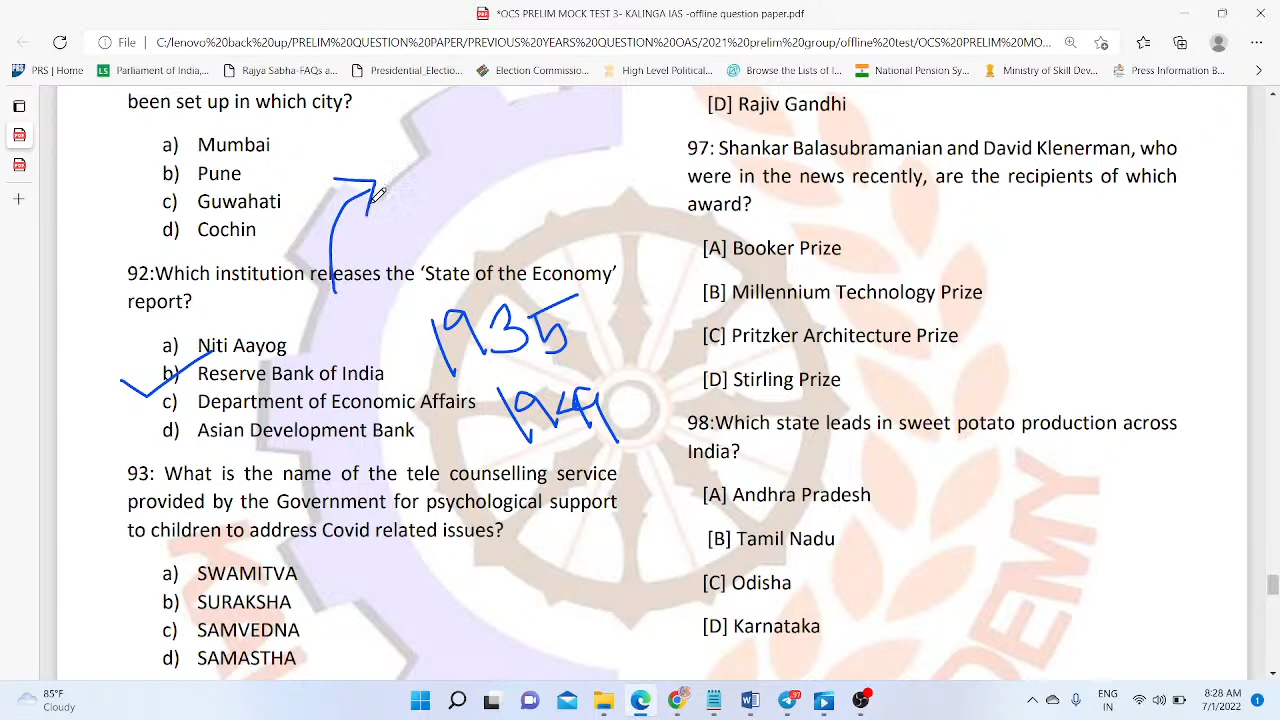 *OCS PRELIM MOCK TEST 3- KALINGA IAS -offline question paper.pdf
File
C:/lenovo%20back%20up/PRELIM%20QUESTION%20PAPER/PREVIOUS%20YEARS%20QUESTION%20OAS/2021%20prelim%20group/offline%20test/OCS%20PRELIM%20MO...
PRS | Home
Parliament of India,...
Rajya Sabha-FAQs a...
Presidential_Electio...
Election commissio...
High Level Political...
Browse the Lists of I...
National Pension Sy...
Ministry of Skill Dev...
Press Information B...
been set up in which city?
a) Mumbai
b) Pune
c) Guwahati
d) Cochin
92:Which institution releases the ‘State of the Economy’
report?
a) Niti Aayog
b) Reserve Bank of India
c) Department of Economic Affairs
d) Asian Development Bank
1935
1949
93: What is the name of the tele counselling service
provided by the Government for psychological support
to children to address Covid related issues?
a) SWAMITVA
b) SURAKSHA
c) SAMVEDNA
d) SAMASTHA
[D] Rajiv Gandhi
97: Shankar Balasubramanian and David Klenerman, who
were in the news recently, are the recipients of which
award?
[A] Booker Prize
[B] Millennium Technology Prize
[C] Pritzker Architecture Prize
[D] Stirling Prize
98:Which state leads in sweet potato production across
India?
[A] Andhra Pradesh
[B] Tamil Nadu
[C] Odisha
[D] Karnataka
85°F
Cloudy
97
ENG
IN
8:28 AM
7/1/2022
1